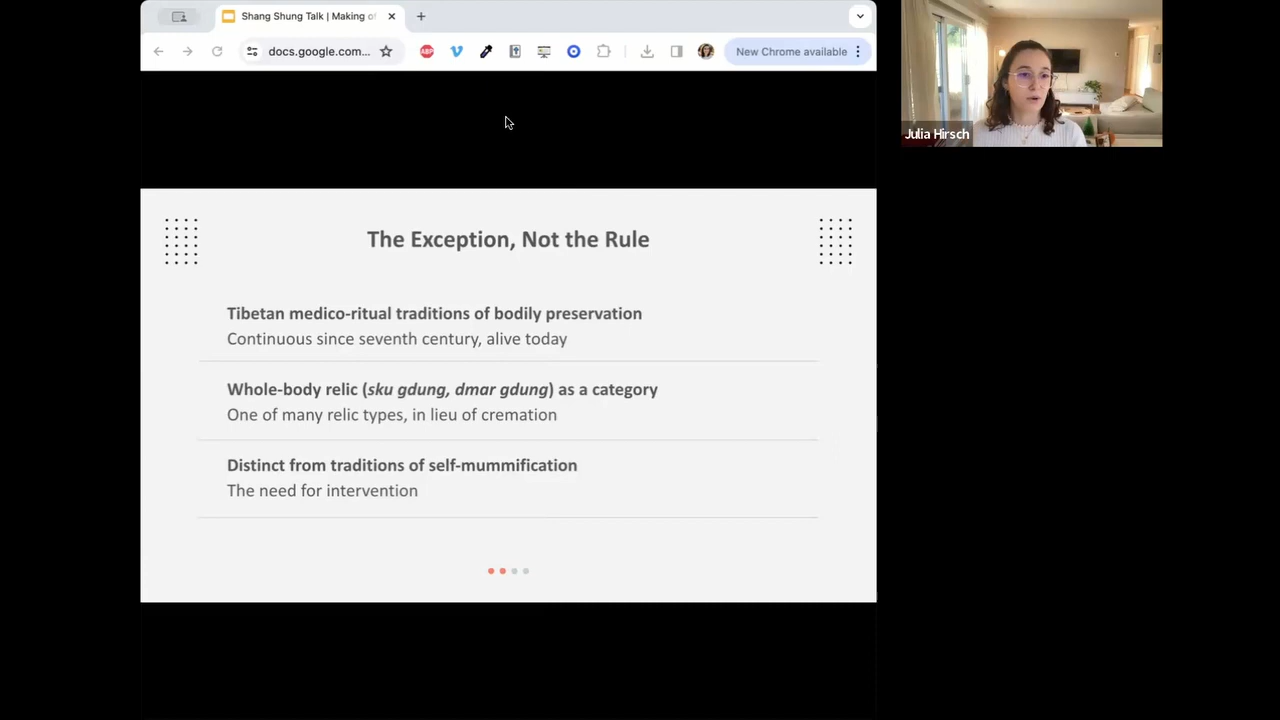 Shang Shung Talk | Making of
docs.google.com...
ABP
New Chrome available
Julia Hirsch
The Exception, Not the Rule
Tibetan medico-ritual traditions of bodily preservation
Continuous since seventh century, alive today
Whole-body relic (sku gdung, dmar gdung) as a category
One of many relic types, in lieu of cremation
Distinct from traditions of self-mummification
The need for intervention